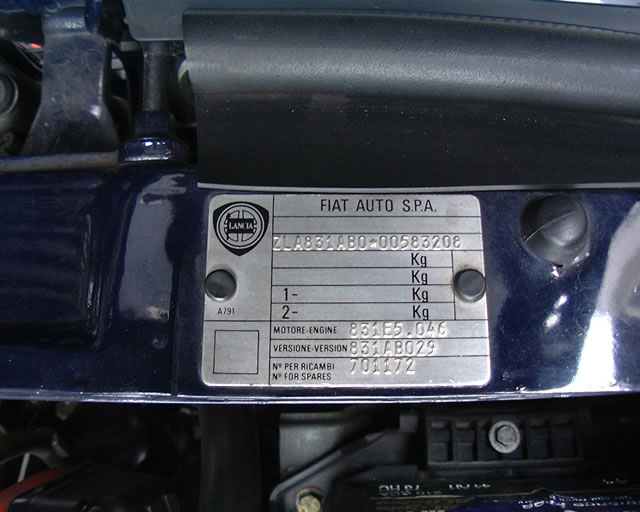 FIAT AUTO S.P.A.
LANCIA
ZLA831AB0*00583208
Kg
Kg
1- Kg
2- Kg
A791
MOTORE-ENGINE 831E5.046
VERSIONE-VERSION 831AB029
Nº PER RICAMBI
Nº FOR SPARES 701172